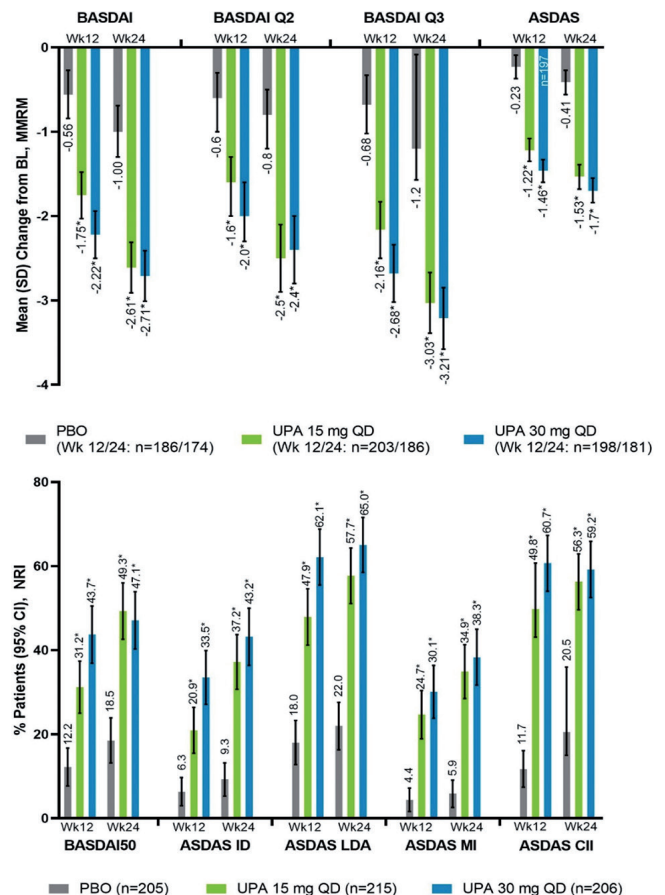 BASDAI BASDAI Q2 BASDAI Q3 ASDAS
Wk12 Wk24 Wk12 Wk24 Wk12 Wk24 Wk12 Wk24
0
-1
-2
-3
-4
Mean (SD) Change from BL, MMRM
-0.56 -1.75* -2.22* -1.00 -2.61* -2.71*
-0.6 -1.6* -2.0* -0.8 -2.5* -2.4*
-0.68 -2.16* -2.68* -1.2 -3.03* -3.21*
-0.23 -1.22* -1.46* n=197 -0.41 -1.53* -1.7*
PBO UPA 15 mg QD UPA 30 mg QD
(Wk 12/24: n=186/174) (Wk 12/24: n=203/186) (Wk 12/24: n=198/181)
80
60
40
20
0
% Patients (95% CI), NRI
12.2 31.2* 43.7* 18.5 49.3* 47.1*
6.3 20.9* 33.5* 9.3 37.2* 43.2*
18.0 47.9* 62.1* 22.0 57.7* 65.0*
4.4 24.7* 30.1* 5.9 34.9* 38.3*
11.7 49.8* 60.7* 20.5 56.3* 59.2*
Wk12 Wk24 Wk12 Wk24 Wk12 Wk24 Wk12 Wk24 Wk12 Wk24
BASDAI50 ASDAS ID ASDAS LDA ASDAS MI ASDAS CII
PBO (n=205) UPA 15 mg QD (n=215) UPA 30 mg QD (n=206)